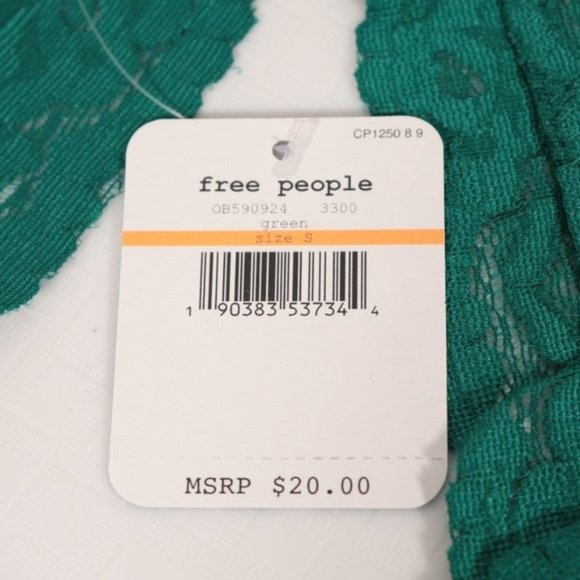 CP1250 8 9
free people
OB590924 3300
green
size S
1 90383 53734 4
MSRP $20.00